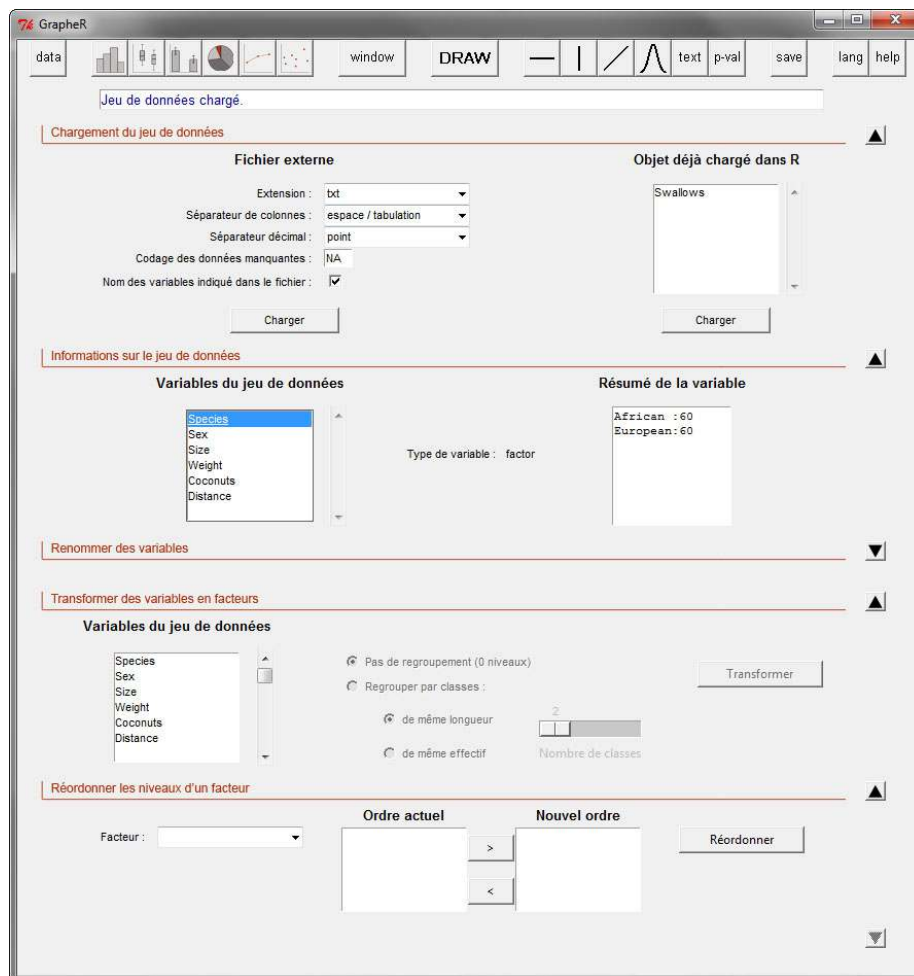 GrapheR
data window DRAW text p-val save lang help
Jeu de données chargé.
Chargement du jeu de données
Fichier externe
Objet déjà chargé dans R
Extension : txt
Séparateur de colonnes : espace / tabulation
Séparateur décimal : point
Codage des données manquantes : NA
Nom des variables indiqué dans le fichier :
Swallows
Charger
Charger
Informations sur le jeu de données
Variables du jeu de données
Résumé de la variable
Species
Sex
Size
Weight
Coconuts
Distance
Type de variable : factor
African :60
European:60
Renommer des variables
Transformer des variables en facteurs
Variables du jeu de données
Species
Sex
Size
Weight
Coconuts
Distance
Pas de regroupement (0 niveaux)
Regrouper par classes :
de même longueur
2
de même effectif
Nombre de classes
Transformer
Réordonner les niveaux d'un facteur
Ordre actuel
Nouvel ordre
Facteur :
>
<
Réordonner